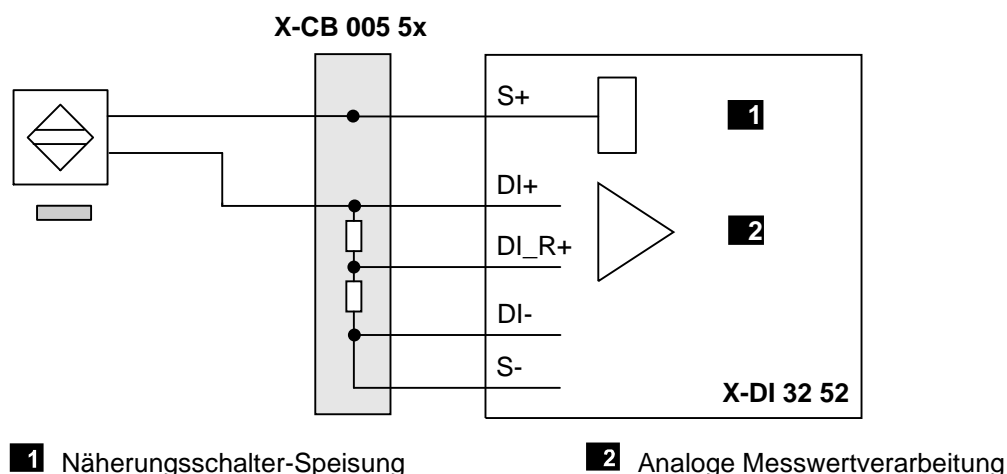 X-CB 005 5x
S+
1
DI+
2
DI_R+
DI-
S-
X-DI 32 52
1 Näherungsschalter-Speisung
2 Analoge Messwertverarbeitung